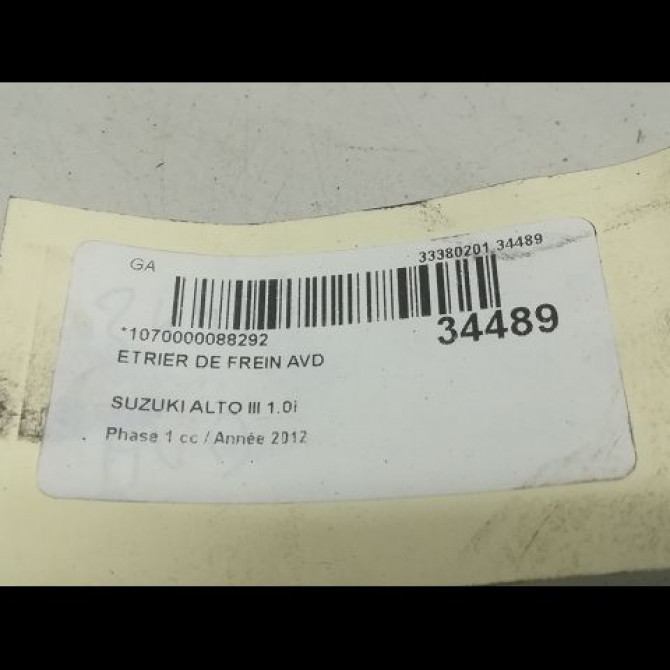 GA
33380201 34489
*1070000088292
34489
ETRIER DE FREIN AVD
SUZUKI ALTO III 1.0i
Phase 1 cc / Année 2012